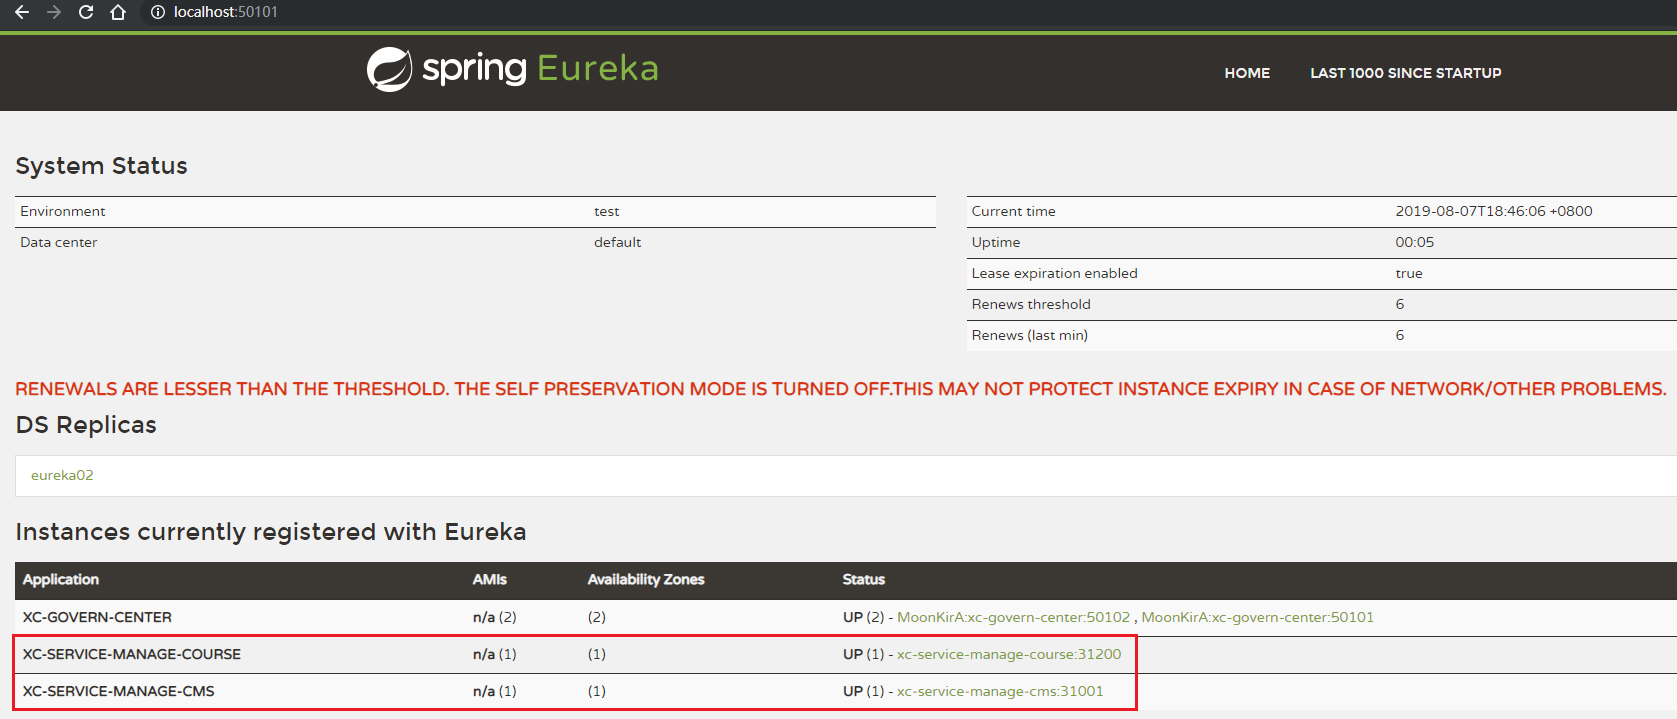 localhost:50101
spring Eureka
HOME LAST 1000 SINCE STARTUP
System Status
Environment test
Data center default
Current time 2019-08-07T18:46:06 +0800
Uptime 00:05
Lease expiration enabled true
Renews threshold 6
Renews (last min) 6
RENEWALS ARE LESSER THAN THE THRESHOLD. THE SELF PRESERVATION MODE IS TURNED OFF.THIS MAY NOT PROTECT INSTANCE EXPIRY IN CASE OF NETWORK/OTHER PROBLEMS.
DS Replicas
eureka02
Instances currently registered with Eureka
Application AMIs Availability Zones Status
XC-GOVERN-CENTER n/a (2) (2) UP (2) - MoonKirA:xc-govern-center:50102 , MoonKirA:xc-govern-center:50101
XC-SERVICE-MANAGE-COURSE n/a (1) (1) UP (1) - xc-service-manage-course:31200
XC-SERVICE-MANAGE-CMS n/a (1) (1) UP (1) - xc-service-manage-cms:31001